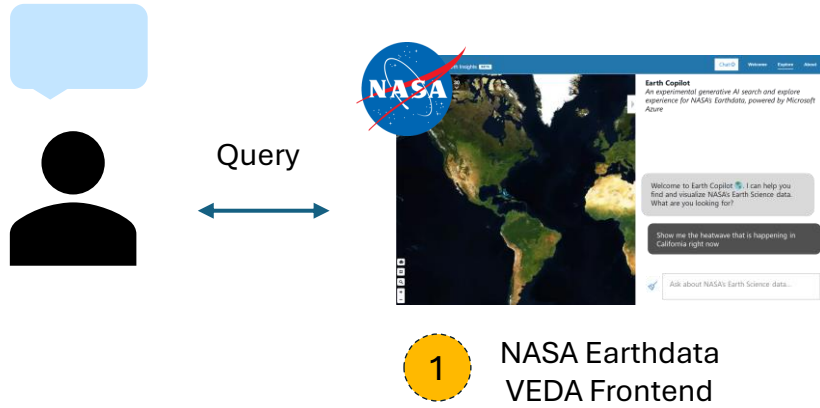 NASA
BETA
Chat
Welcome
Explore
About
Earth Copilot
An experimental generative AI search and explore
experience for NASA's Earthdata, powered by Microsoft
Azure
Query
Welcome to Earth Copilot 🌎. I can help you
find and visualize NASA's Earth Science data.
What are you looking for?
Show me the heatwave that is happening in
California right now
Ask about NASA's Earth Science data...
1
NASA Earthdata
VEDA Frontend